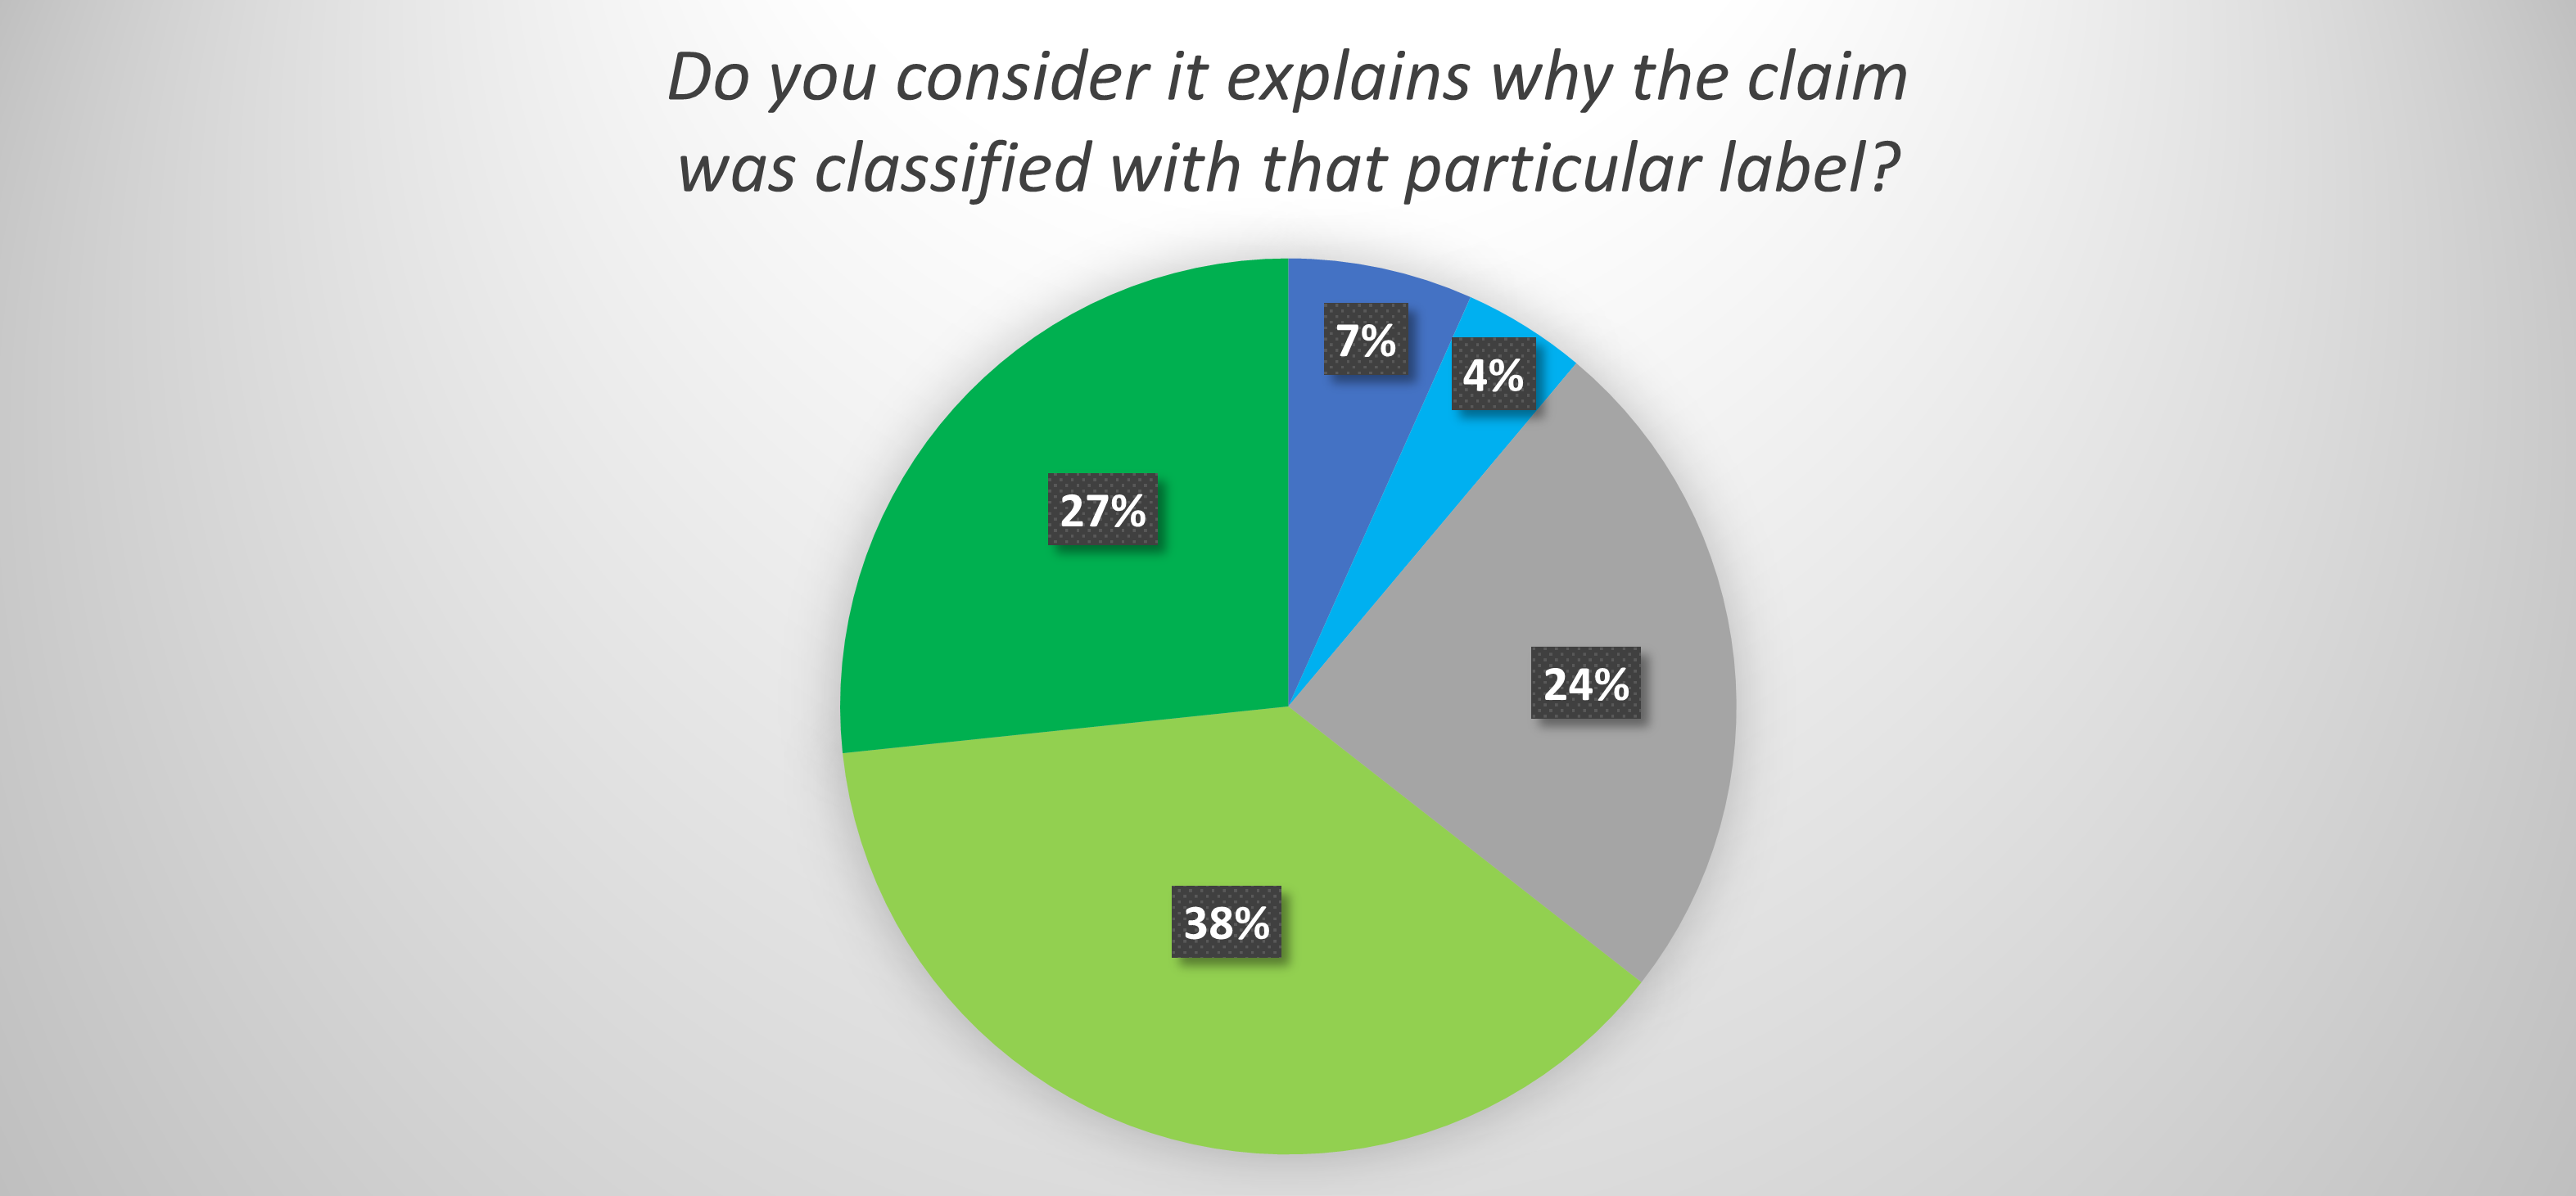 Do you consider it explains why the claim
was classified with that particular label?
7%
4%
27%
24%
38%